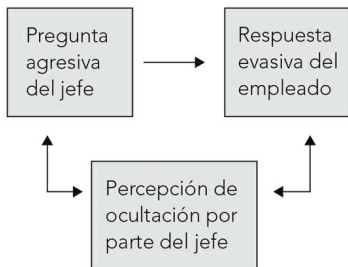 Pregunta
agresiva
del jefe
Respuesta
evasiva del
empleado
Percepción de
ocultación por
parte del jefe